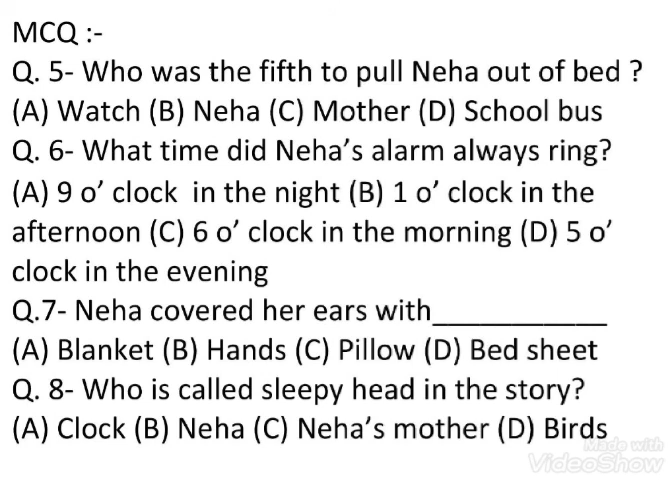 MCQ :-
Q. 5- Who was the fifth to pull Neha out of bed ?
(A) Watch (B) Neha (C) Mother (D) School bus
Q. 6- What time did Neha’s alarm always ring?
(A) 9 o’ clock  in the night (B) 1 o’ clock in the
afternoon (C) 6 o’ clock in the morning (D) 5 o’
clock in the evening
Q.7- Neha covered her ears with_____________
(A) Blanket (B) Hands (C) Pillow (D) Bed sheet
Q. 8- Who is called sleepy head in the story?
(A) Clock (B) Neha (C) Neha’s mother (D) Birds
Made with
VideoShow